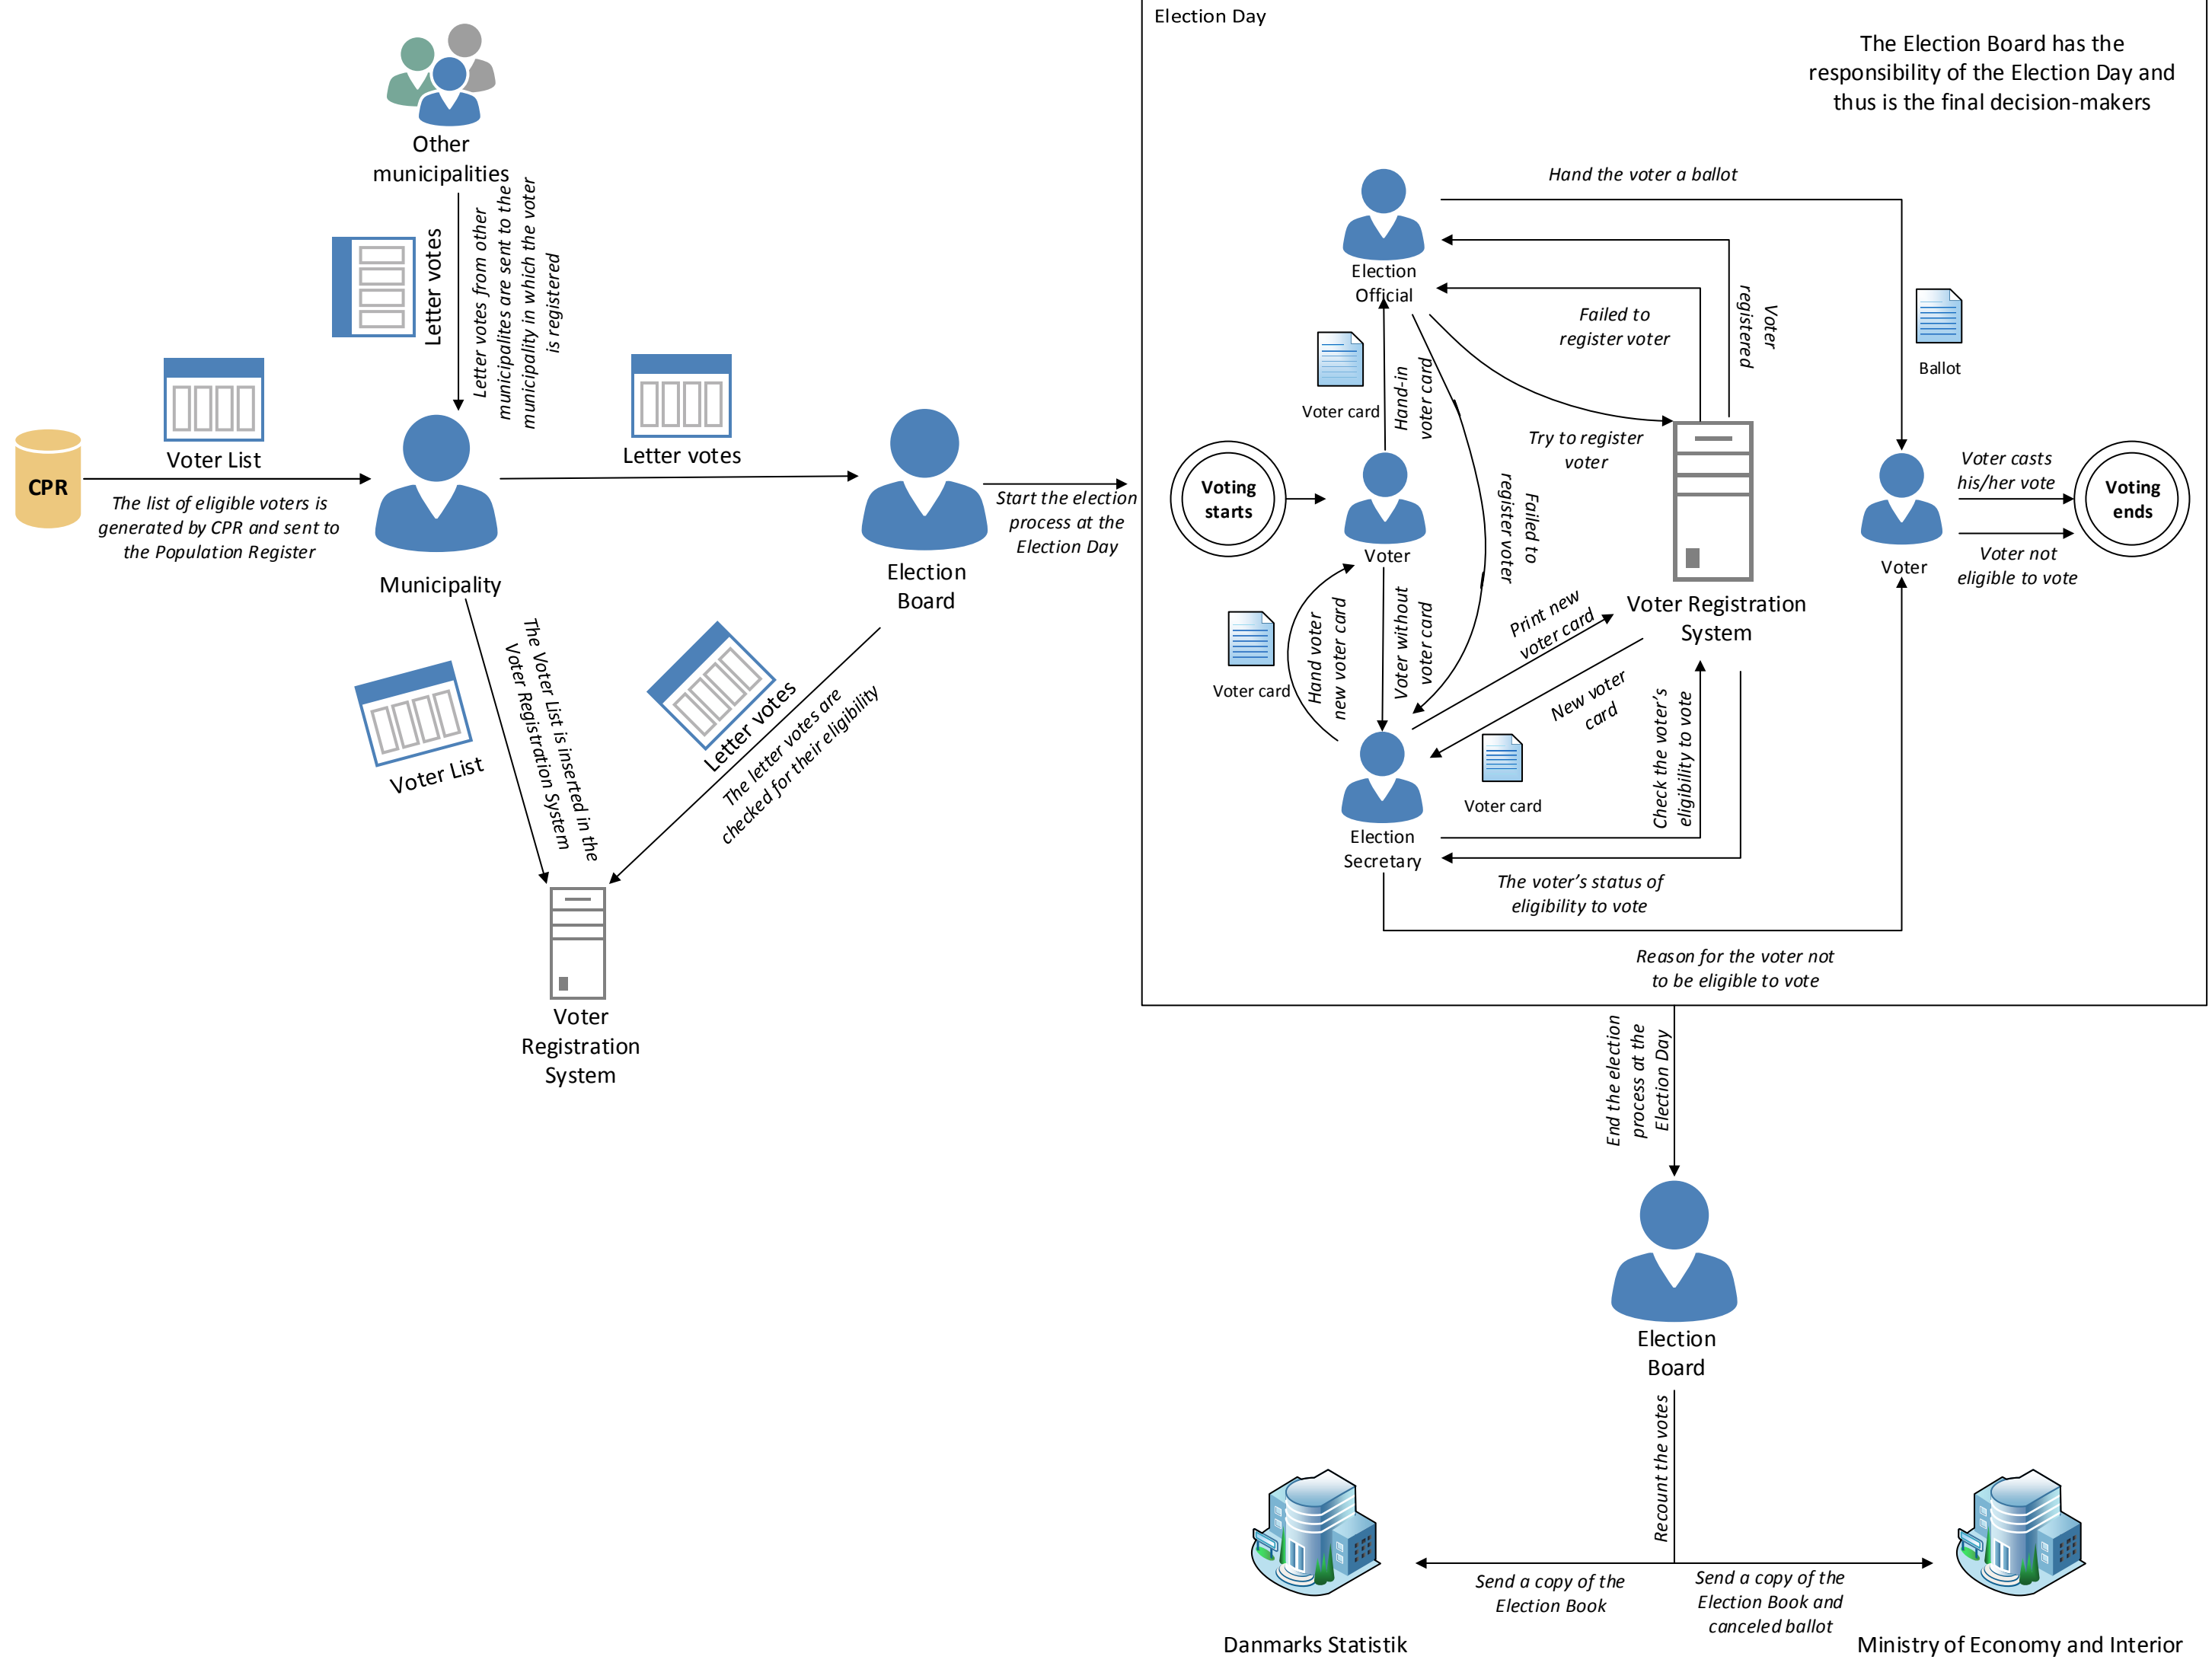 Other
municipalities
Letter votes
Letter votes from other
municipalites are sent to the
municipality in which the voter
is registered
CPR
Voter List
The list of eligible voters is
generated by CPR and sent to
the Population Register
Municipality
Letter votes
Election
Board
Start the election
process at the
Election Day
Voter List
The Voter List is inserted in the
Voter Registration System
Letter votes
The letter votes are
checked for their eligibility
Voter
Registration
System
Election Day
The Election Board has the
responsibility of the Election Day and
thus is the final decision-makers
Hand the voter a ballot
Election
Official
Failed to
register voter
Voter
registered
Ballot
Voter card
Hand-in
voter card
Try to register
voter
Voting
starts
Voter
Failed to
register voter
Voter Registration
System
Voter
Voter casts
his/her vote
Voter not
eligible to vote
Voting
ends
Voter card
Hand voter
new voter card
Voter without
voter card
Print new
voter card
New voter
card
Voter card
Check the voter’s
eligibility to vote
Election
Secretary
The voter’s status of
eligibility to vote
Reason for the voter not
to be eligible to vote
End the election
process at the
Election Day
Election
Board
Recount the votes
Send a copy of the
Election Book
Send a copy of the
Election Book and
canceled ballot
Danmarks Statistik
Ministry of Economy and Interior